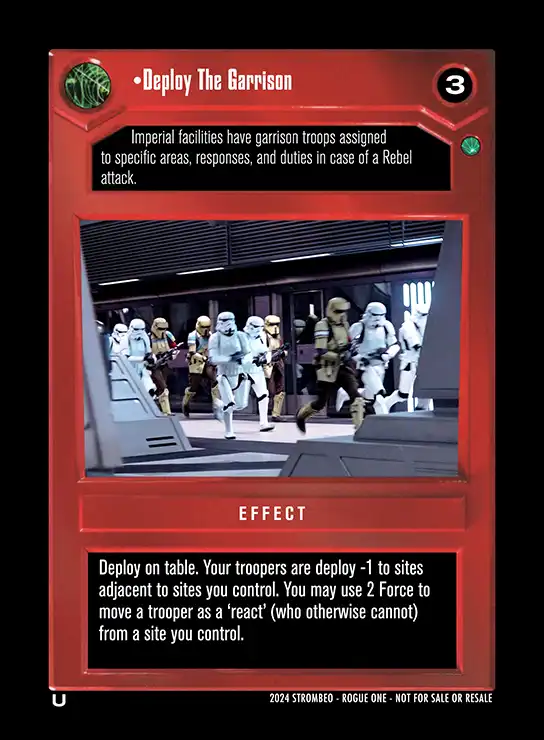 •Deploy The Garrison
3
Imperial facilities have garrison troops assigned
to specific areas, responses, and duties in case of a Rebel
attack.
EFFECT
Deploy on table. Your troopers are deploy -1 to sites
adjacent to sites you control. You may use 2 Force to
move a trooper as a ‘react’ (who otherwise cannot)
from a site you control.
U
2024 STROMBEO - ROGUE ONE - NOT FOR SALE OR RESALE